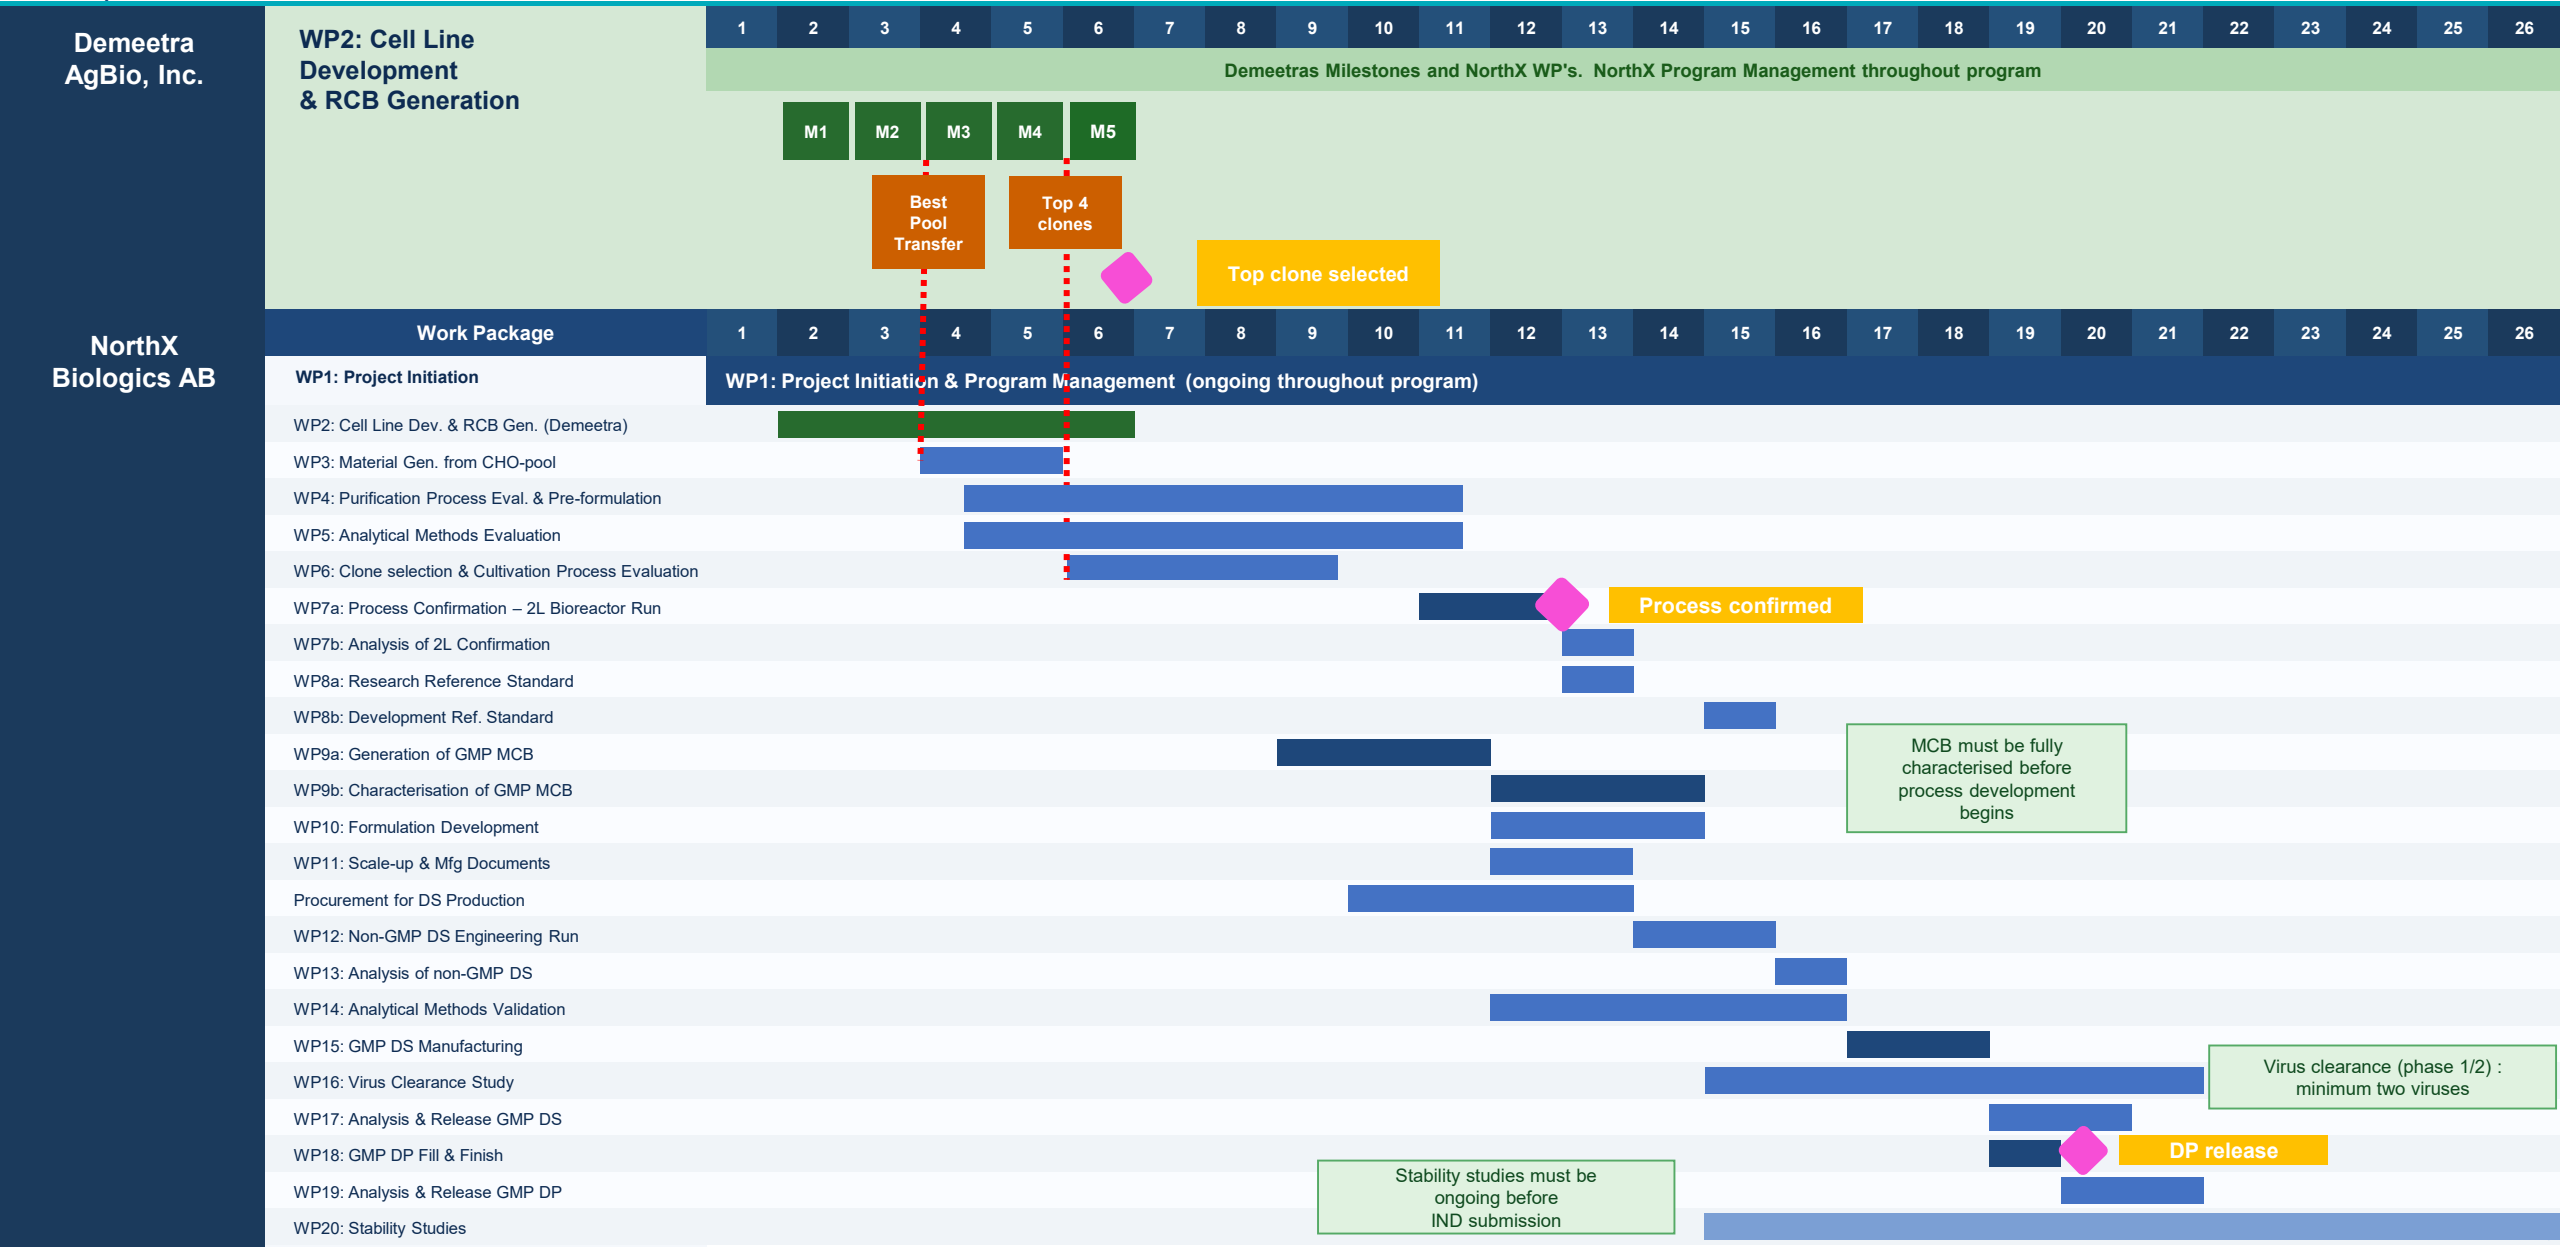 Demeetra
AgBio, Inc.
WP2: Cell Line
Development
& RCB Generation
1 2 3 4 5 6 7 8 9 10 11 12 13 14 15 16 17 18 19 20 21 22 23 24 25 26
Demeetras Milestones and NorthX WP's. NorthX Program Management throughout program
M1 M2 M3 M4 M5
Best
Pool
Transfer
Top 4
clones
Top clone selected
NorthX
Biologics AB
Work Package 1 2 3 4 5 6 7 8 9 10 11 12 13 14 15 16 17 18 19 20 21 22 23 24 25 26
WP1: Project Initiation
WP1: Project Initiation & Program Management (ongoing throughout program)
WP2: Cell Line Dev. & RCB Gen. (Demeetra)
WP3: Material Gen. from CHO-pool
WP4: Purification Process Eval. & Pre-formulation
WP5: Analytical Methods Evaluation
WP6: Clone selection & Cultivation Process Evaluation
WP7a: Process Confirmation – 2L Bioreactor Run
Process confirmed
WP7b: Analysis of 2L Confirmation
WP8a: Research Reference Standard
WP8b: Development Ref. Standard
WP9a: Generation of GMP MCB
WP9b: Characterisation of GMP MCB
MCB must be fully
characterised before
process development
begins
WP10: Formulation Development
WP11: Scale-up & Mfg Documents
Procurement for DS Production
WP12: Non-GMP DS Engineering Run
WP13: Analysis of non-GMP DS
WP14: Analytical Methods Validation
WP15: GMP DS Manufacturing
WP16: Virus Clearance Study
Virus clearance (phase 1/2) :
minimum two viruses
WP17: Analysis & Release GMP DS
WP18: GMP DP Fill & Finish
DP release
WP19: Analysis & Release GMP DP
Stability studies must be
ongoing before
IND submission
WP20: Stability Studies